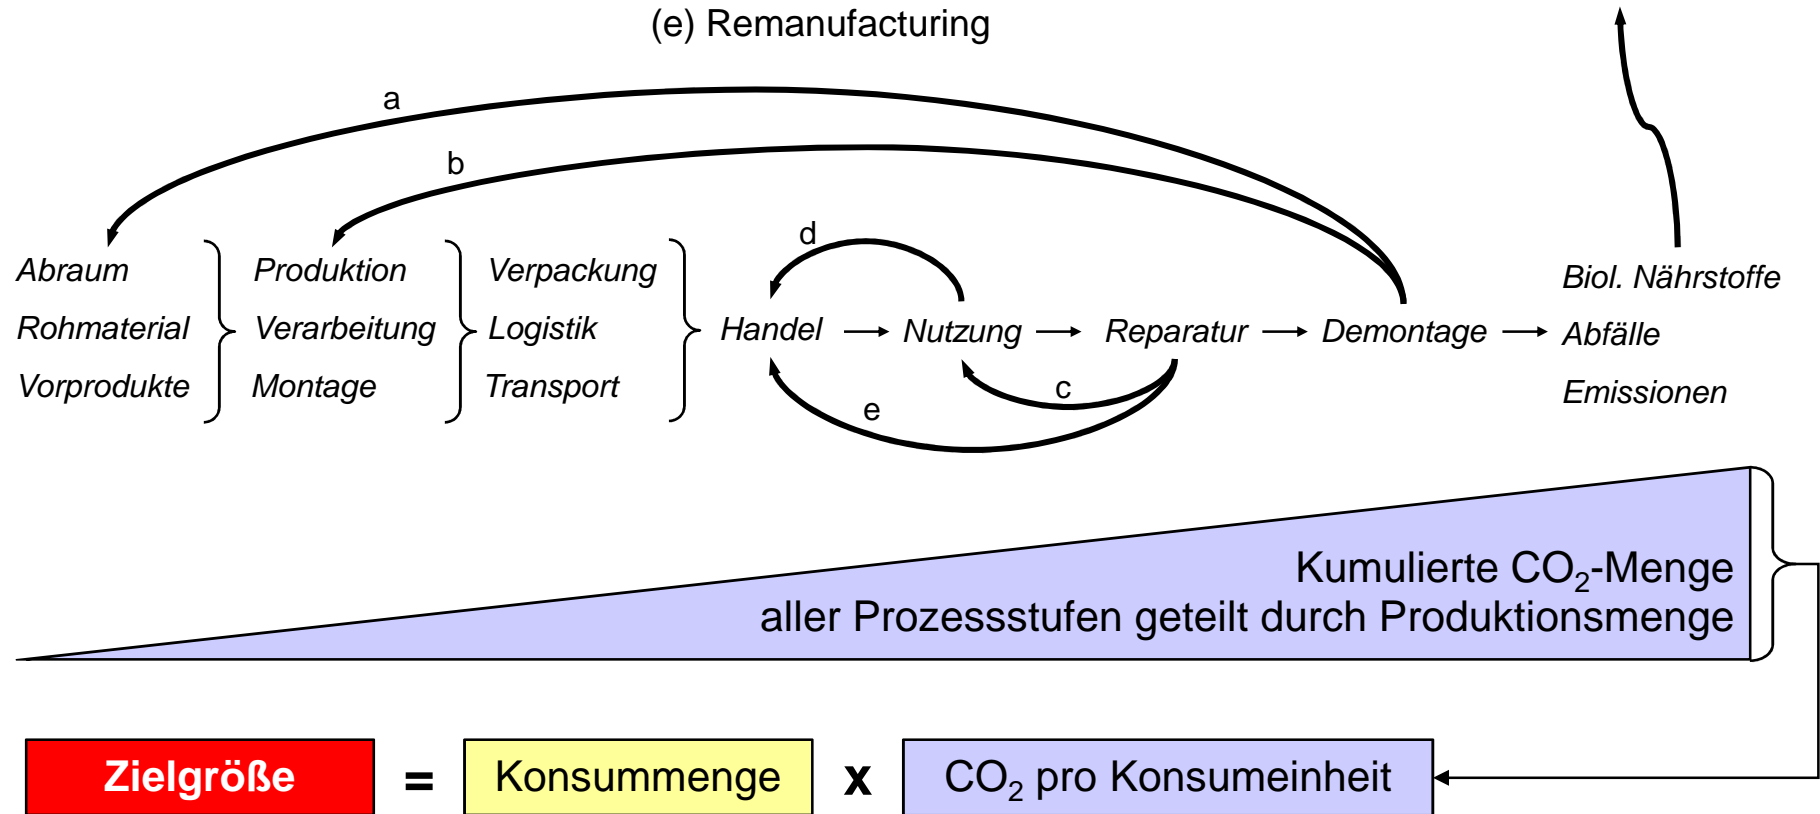 (e) Remanufacturing
a
b
d
Abraum
Rohmaterial
Vorprodukte
Produktion
Verarbeitung
Montage
Verpackung
Logistik
Transport
Handel
Nutzung
Reparatur
Demontage
Biol. Nährstoffe
Abfälle
Emissionen
c
e
Kumulierte CO₂-Menge
aller Prozessstufen geteilt durch Produktionsmenge
Zielgröße = Konsummenge x CO₂ pro Konsumeinheit